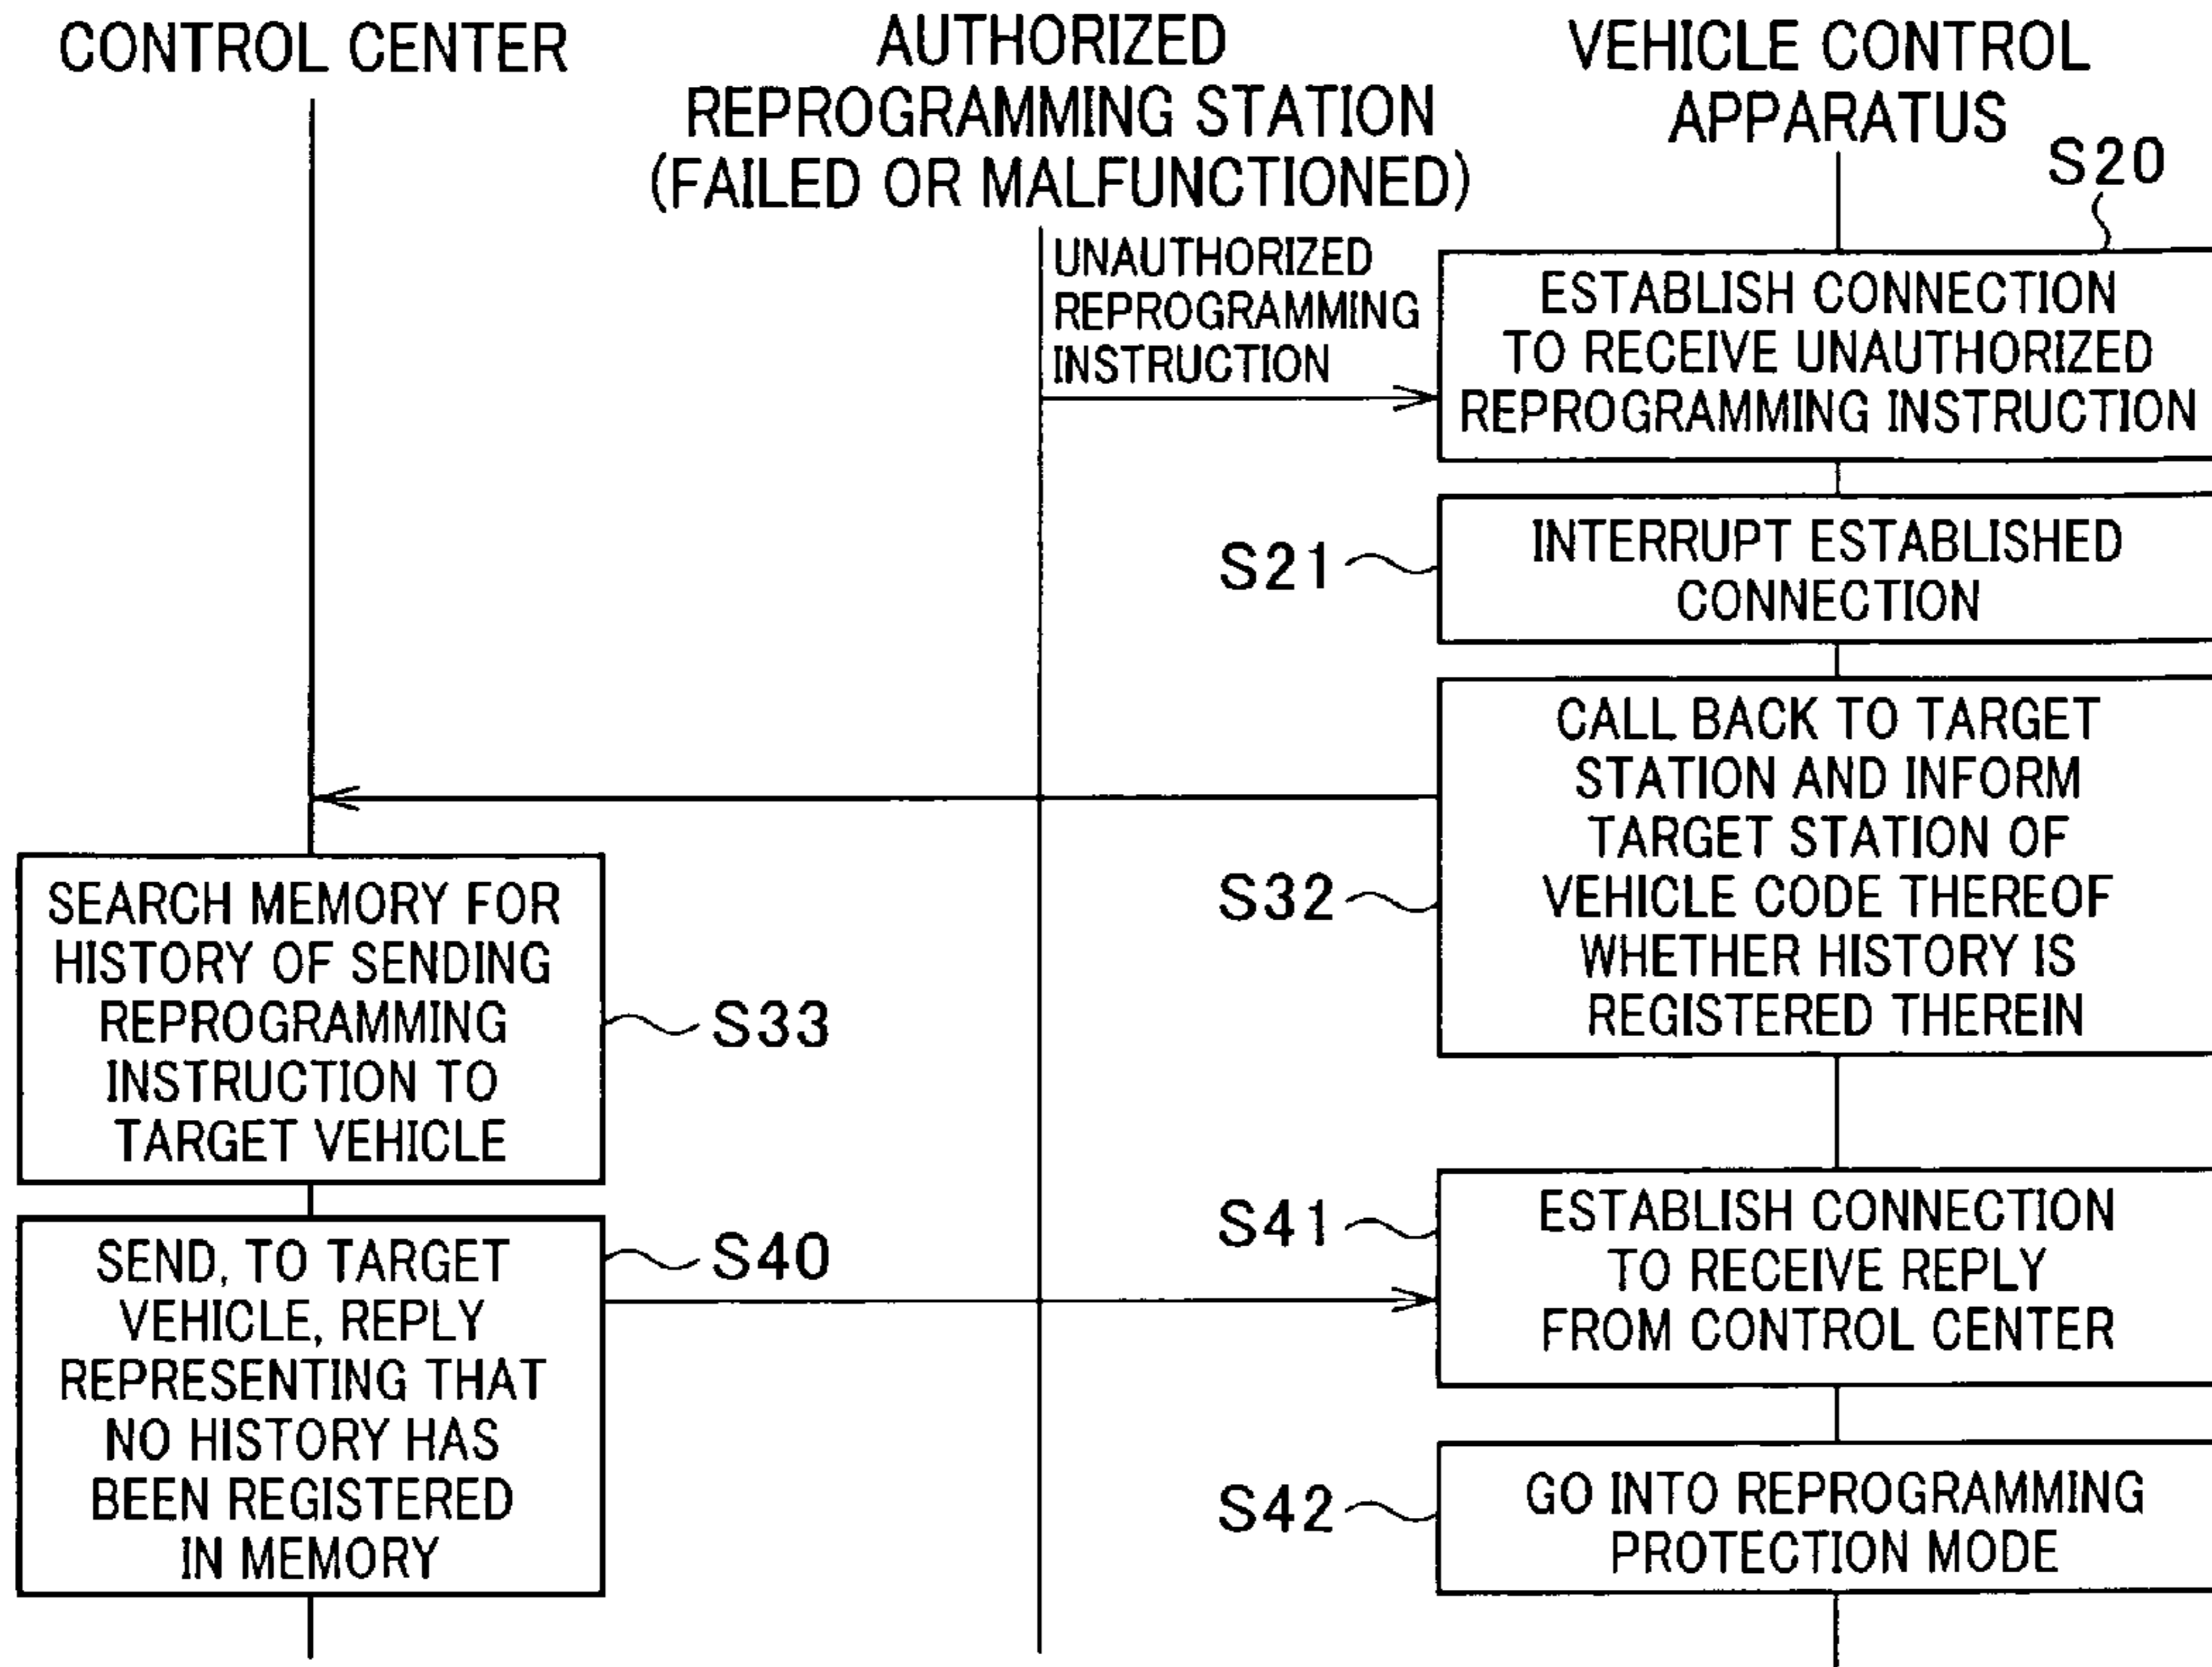 CONTROL CENTER
AUTHORIZED
REPROGRAMMING STATION
(FAILED OR MALFUNCTIONED)
VEHICLE CONTROL
APPARATUS
S20
UNAUTHORIZED
REPROGRAMMING
INSTRUCTION
ESTABLISH CONNECTION
TO RECEIVE UNAUTHORIZED
REPROGRAMMING INSTRUCTION
S21
INTERRUPT ESTABLISHED
CONNECTION
S32
CALL BACK TO TARGET
STATION AND INFORM
TARGET STATION OF
VEHICLE CODE THEREOF
WHETHER HISTORY IS
REGISTERED THEREIN
SEARCH MEMORY FOR
HISTORY OF SENDING
REPROGRAMMING
INSTRUCTION TO
TARGET VEHICLE
S33
SEND, TO TARGET
VEHICLE, REPLY
REPRESENTING THAT
NO HISTORY HAS
BEEN REGISTERED
IN MEMORY
S40
S41
ESTABLISH CONNECTION
TO RECEIVE REPLY
FROM CONTROL CENTER
S42
GO INTO REPROGRAMMING
PROTECTION MODE